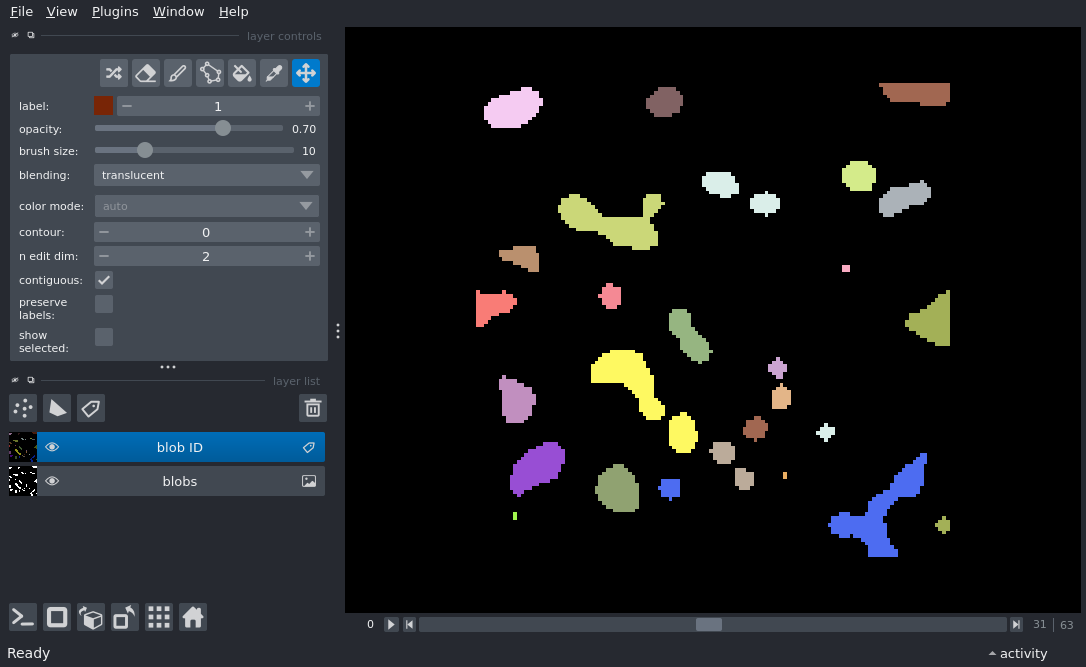 File View Plugins Window Help
layer controls
label: 1
opacity: 0.70
brush size: 10
blending: translucent
color mode: auto
contour: 0
n edit dim: 2
contiguous:
preserve
labels:
show
selected:
layer list
blob ID
blobs
0 31 63
Ready activity